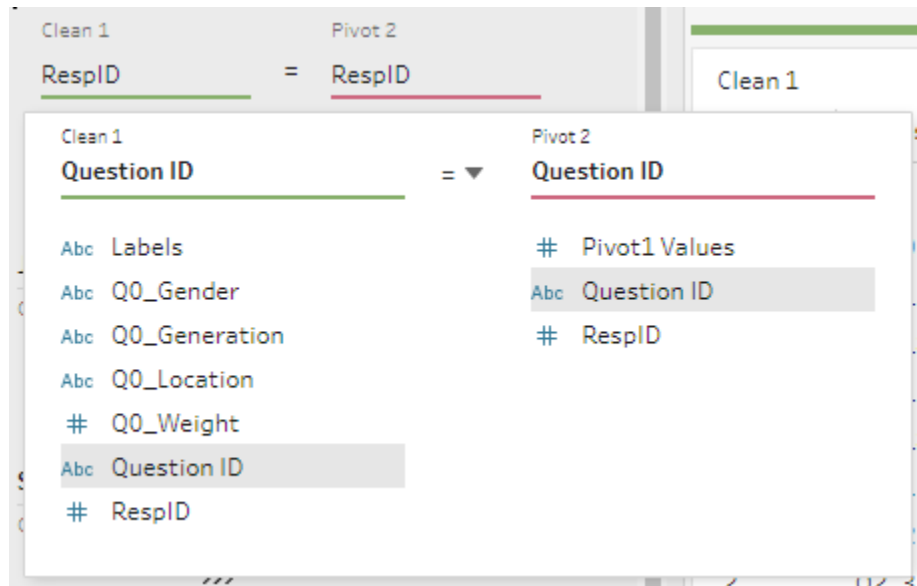 Clean 1 Pivot 2
RespID = RespID
Clean 1
Clean 1 Pivot 2
Question ID = Question ID
Abc Labels # Pivot1 Values
Abc Q0_Gender Abc Question ID
Abc Q0_Generation # RespID
Abc Q0_Location
# Q0_Weight
Abc Question ID
# RespID